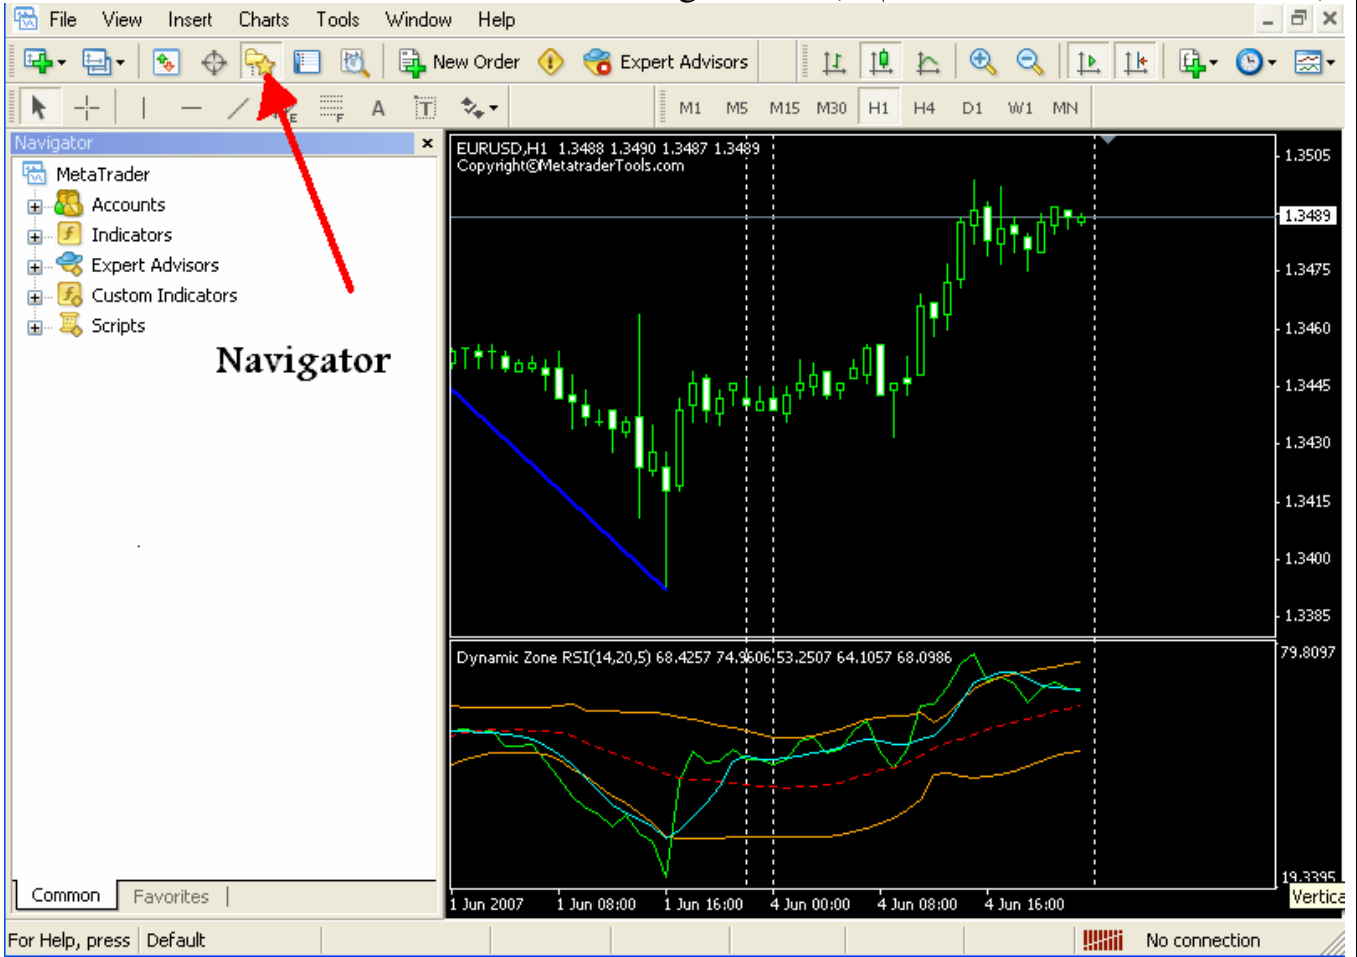 File View Insert Charts Tools Window Help
New Order Expert Advisors
A T M1 M5 M15 M30 H1 H4 D1 W1 MN
Navigator
MetaTrader
Accounts
Indicators
Expert Advisors
Custom Indicators
Scripts
Navigator
Common Favorites
EURUSD,H1 1.3488 1.3490 1.3487 1.3489
Copyright©MetatraderTools.com
1.3505
1.3489
1.3475
1.3460
1.3445
1.3430
1.3415
1.3400
1.3385
Dynamic Zone RSI(14,20,5) 68.4257 74.9606 53.2507 64.1057 68.0986
79.8097
19.3395
1 Jun 2007 1 Jun 08:00 1 Jun 16:00 4 Jun 00:00 4 Jun 08:00 4 Jun 16:00
Vertica
For Help, press Default No connection